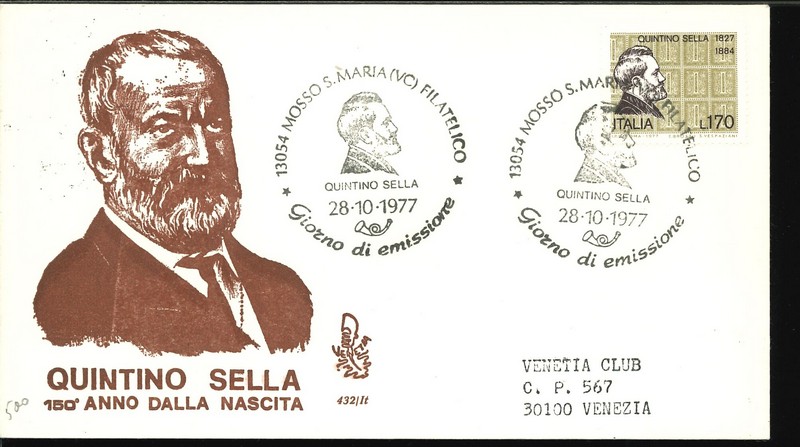 QUINTINO SELLA 1827
1884
ITALIA L.170
13054 MOSSO S. MARIA (VC) FILATELICO
QUINTINO SELLA
28·10·1977
Giorno di emissione
13054 MOSSO S. MARIA FILATELICO
QUINTINO SELLA
28·10·1977
Giorno di emissione
QUINTINO SELLA
150° ANNO DALLA NASCITA
432/It
500
VENETIA CLUB
C. P. 567
30100 VENEZIA